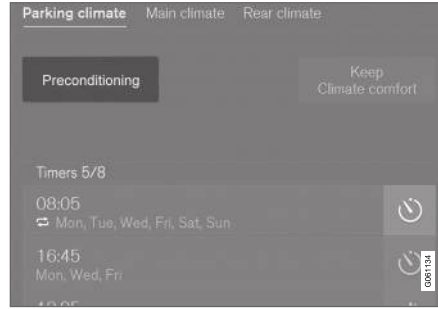 Parking climate Main climate Rear climate
Preconditioning
Keep
Climate comfort
Timers 5/8
08:05
Mon, Tue, Wed, Fri, Sat, Sun
16:45
Mon, Wed, Fri
G061134